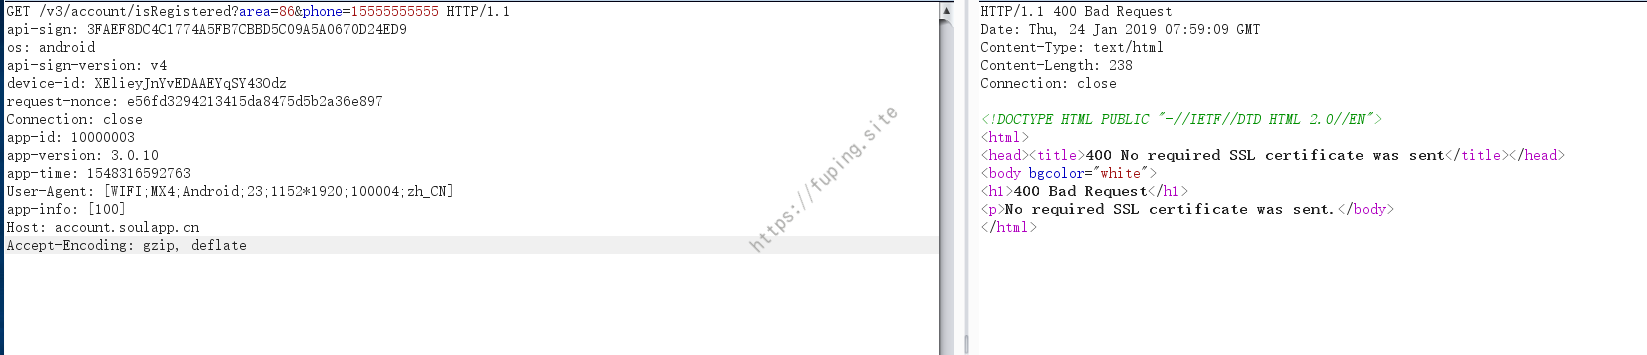 GET /v3/account/isRegistered?area=86&phone=15555555555 HTTP/1.1
api-sign: 3FAEF8DC4C1774A5FB7CBBD5C09A5A0670D24ED9
os: android
api-sign-version: v4
device-id: XElieyJnYvEDAAEYqSY43Odz
request-nonce: e56fd3294213415da8475d5b2a36e897
Connection: close
app-id: 10000003
app-version: 3.0.10
app-time: 1548316592763
User-Agent: [WIFI;MX4;Android;23;1152*1920;100004;zh_CN]
app-info: [100]
Host: account.soulapp.cn
Accept-Encoding: gzip, deflate
https://fuping.site
HTTP/1.1 400 Bad Request
Date: Thu, 24 Jan 2019 07:59:09 GMT
Content-Type: text/html
Content-Length: 238
Connection: close
<!DOCTYPE HTML PUBLIC "-//IETF//DTD HTML 2.0//EN">
<html>
<head><title>400 No required SSL certificate was sent</title></head>
<body bgcolor="white">
<h1>400 Bad Request</h1>
<p>No required SSL certificate was sent.</body>
</html>